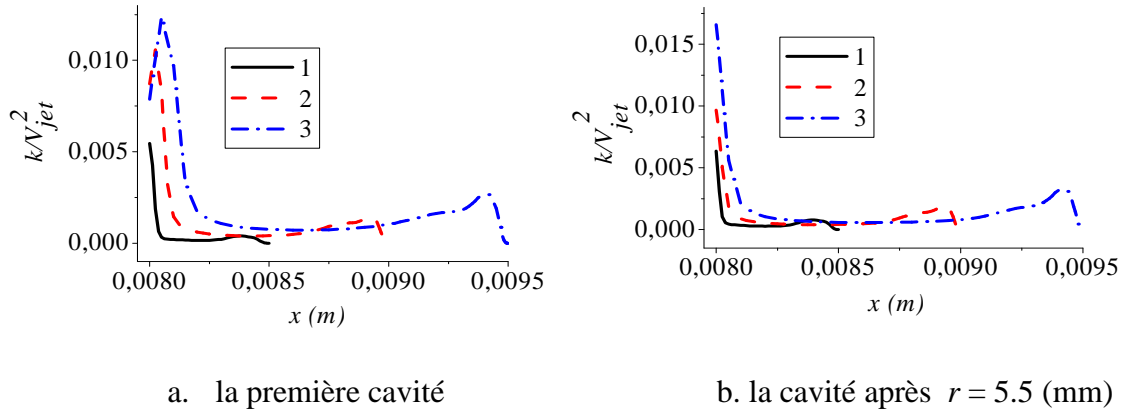 0,010
0,005
0,000
k/V²jet
1
2
3
0,0080 0,0085 0,0090 0,0095
x (m)
0,015
0,010
0,005
0,000
k/V²jet
1
2
3
0,0080 0,0085 0,0090 0,0095
x (m)
a. la première cavité
b. la cavité après r = 5.5 (mm)